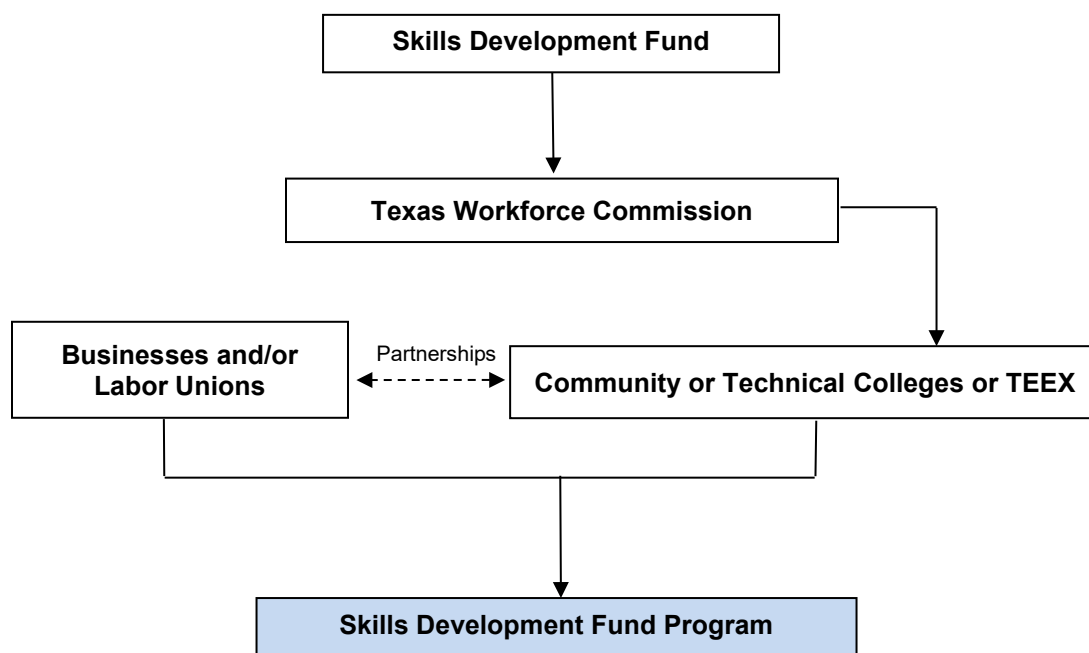 Skills Development Fund
Texas Workforce Commission
Businesses and/or
Labor Unions
Partnerships
Community or Technical Colleges or TEEX
Skills Development Fund Program